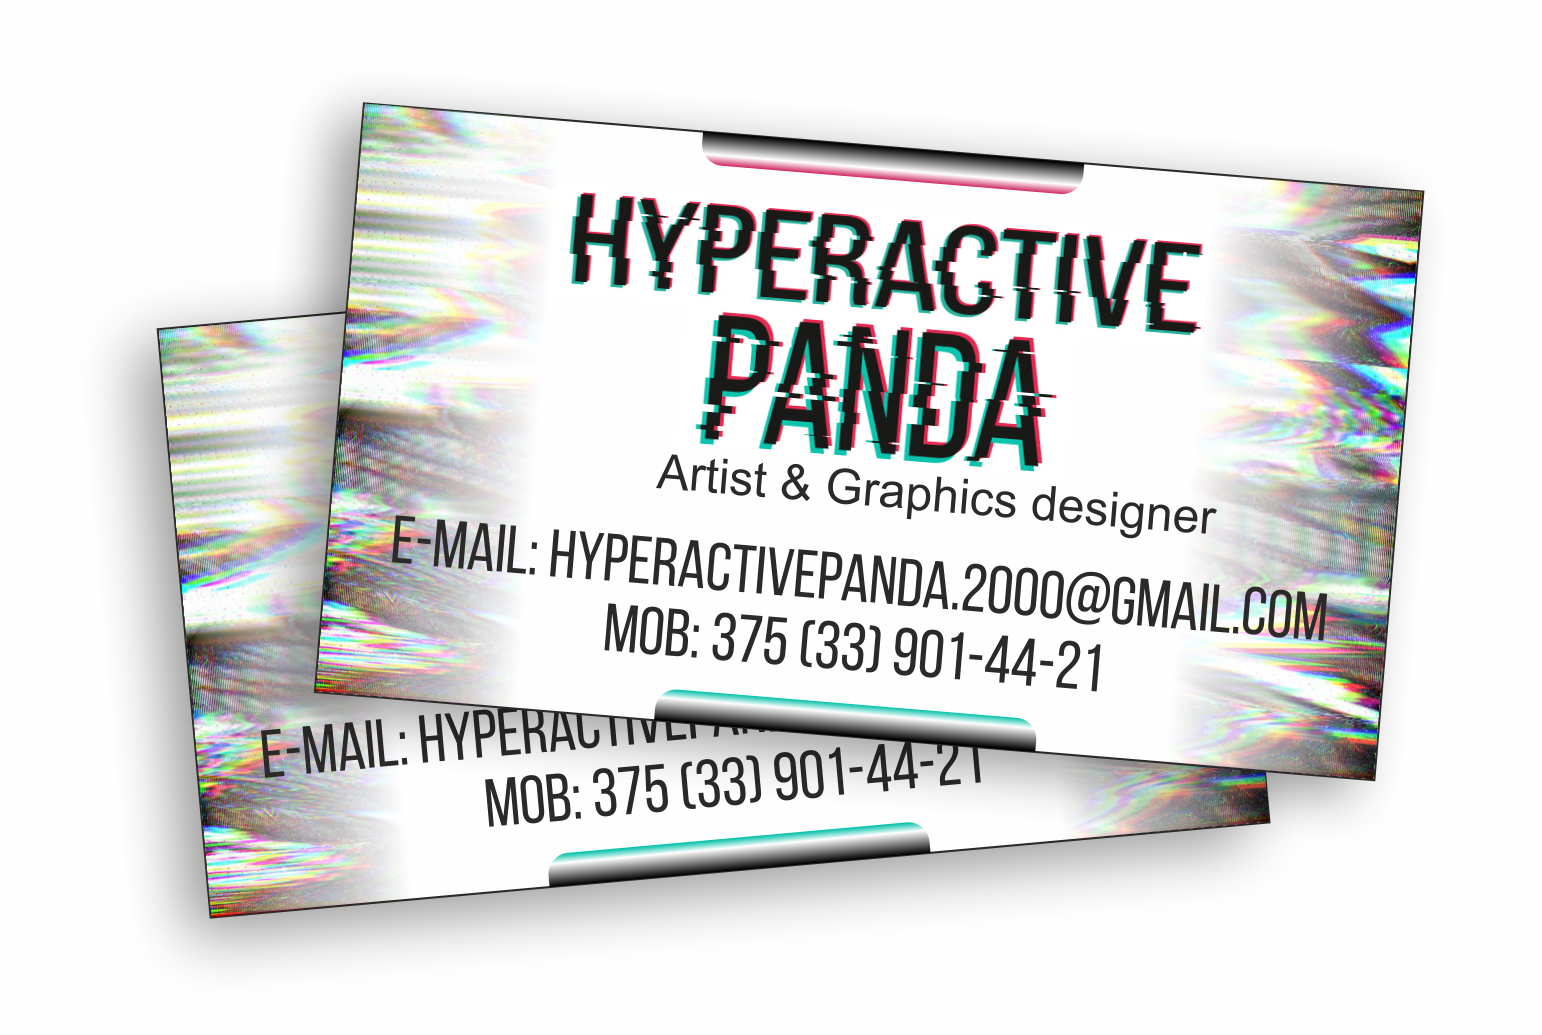 HYPERACTIVE
PANDA
Artist & Graphics designer
E-MAIL: HYPERACTIVEPANDA.2000@GMAIL.COM
MOB: 375 (33) 901-44-21
E-MAIL:
MOB: 375 (33) 901-44-21